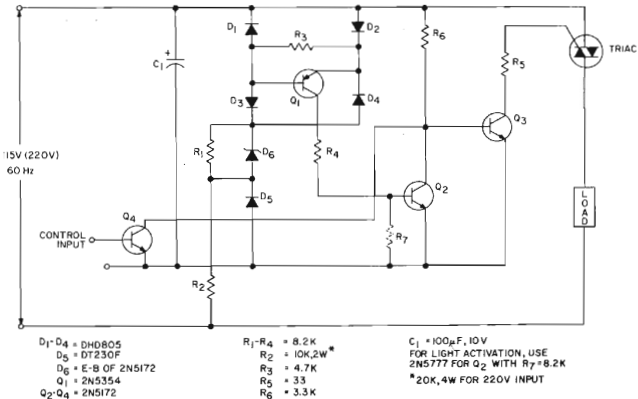 D1
D2
R3
R6
C1
+
Q1
D3
D4
R5
TRIAC
Q3
115V (220V)
60 Hz
R1
D6
R4
D5
Q2
Q4
CONTROL
INPUT
R7
R2
LOAD
D1-D4 = DHD805
D5 = DT230F
D6 = E-B OF 2N5172
Q1 = 2N5354
Q2-Q4 = 2N5172
R1-R4 = 8.2K
R2 = 10K,2W*
R3 = 4.7K
R5 = 33
R6 = 3.3K
C1 = 100μF, 10V
FOR LIGHT ACTIVATION, USE
2N5777 FOR Q2 WITH R7=8.2K
*20K, 4W FOR 220V INPUT